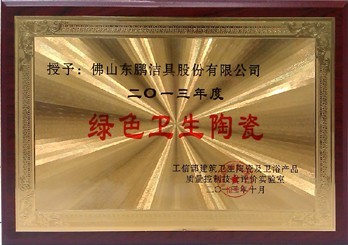 授予：佛山东鹏洁具股份有限公司
二〇一三年度
绿色卫生陶瓷
工信部建筑卫生陶瓷及卫浴产品
质量控制技术评价实验室
二〇一三年十月